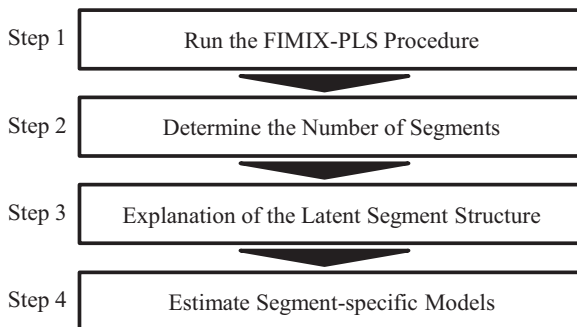 Step 1 Run the FIMIX-PLS Procedure
Step 2 Determine the Number of Segments
Step 3 Explanation of the Latent Segment Structure
Step 4 Estimate Segment-specific Models